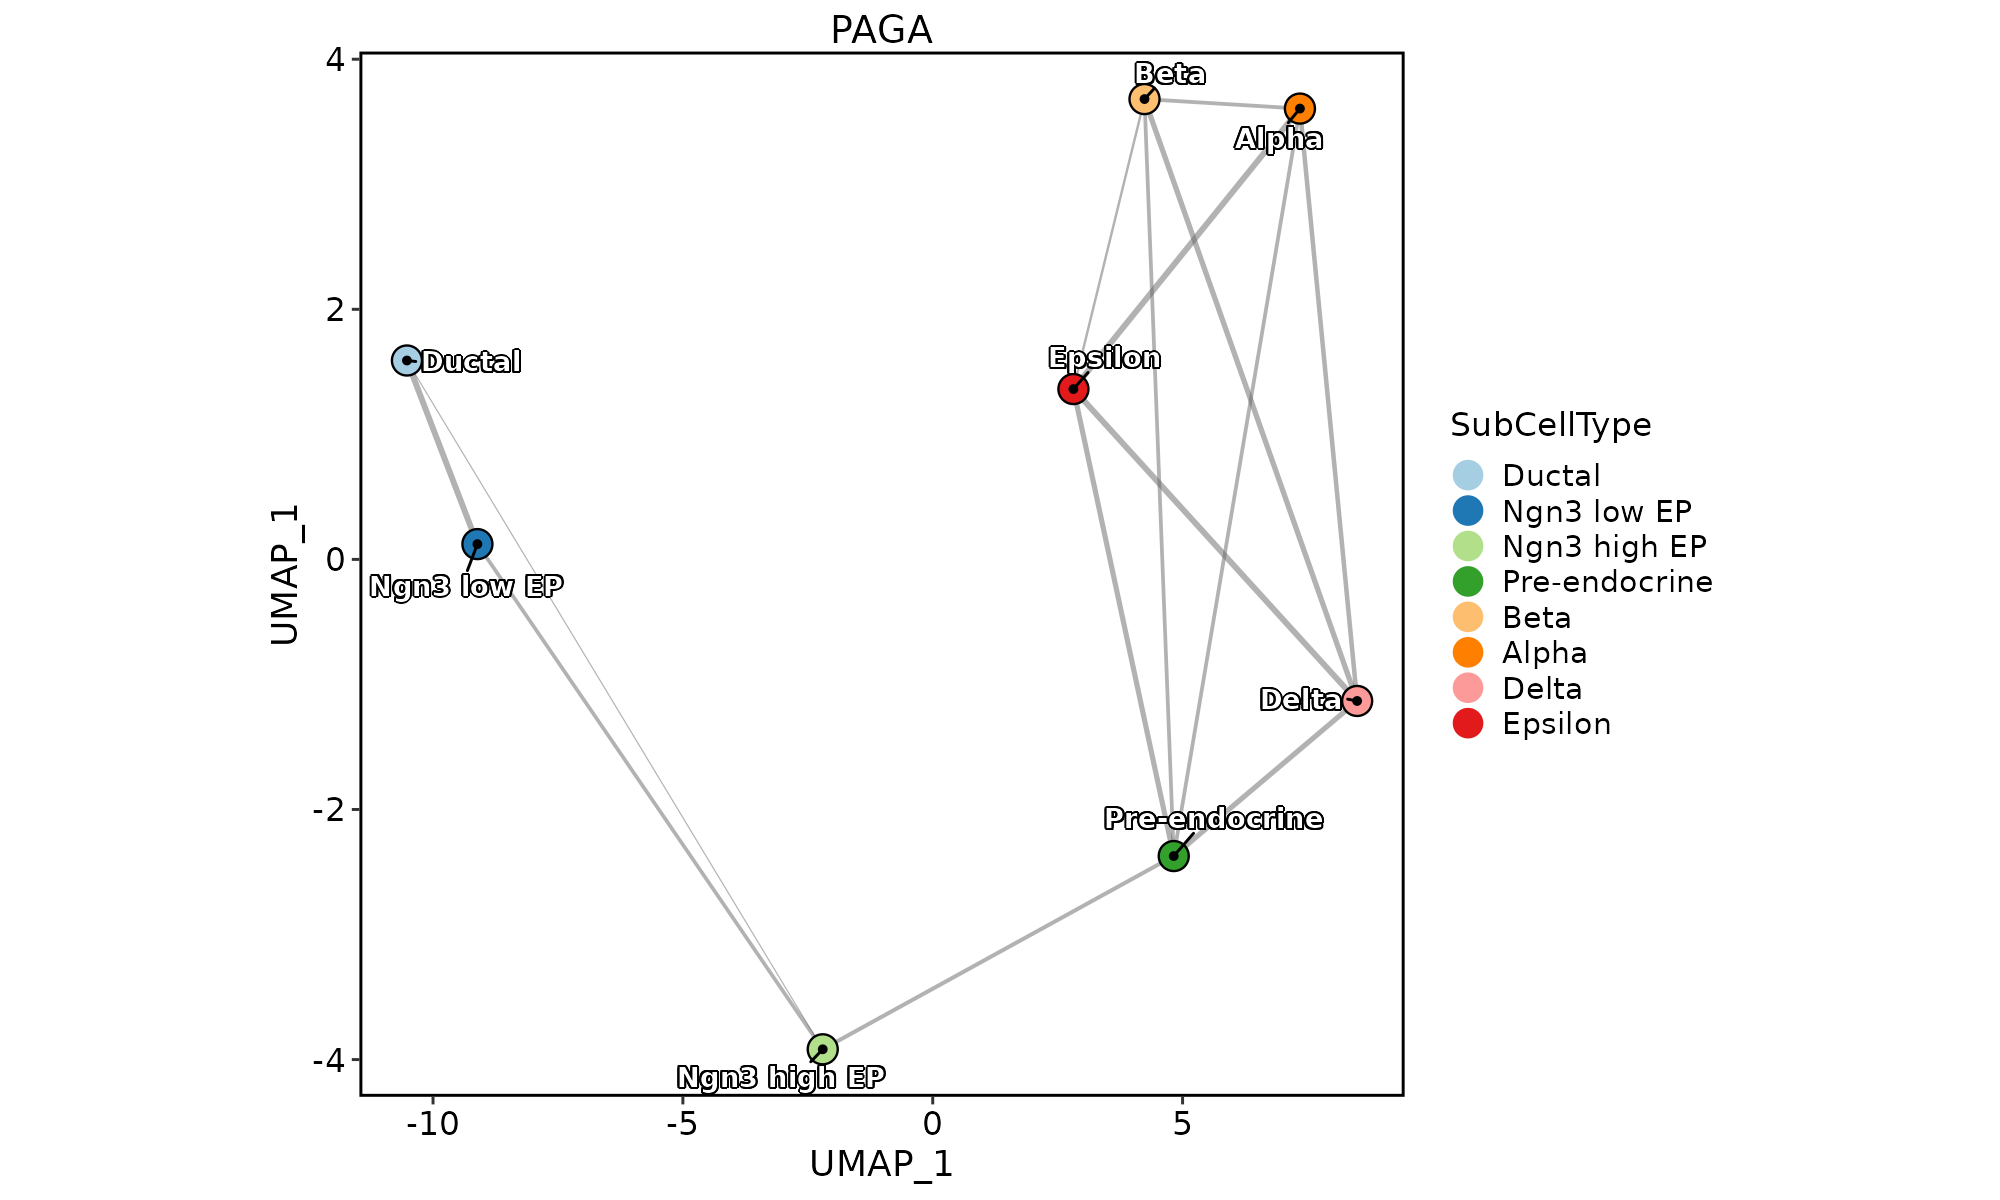 PAGA
4
2
0
-2
-4
UMAP_1
Beta
Alpha
Ductal
Epsilon
Ngn3 low EP
Delta
Pre-endocrine
Ngn3 high EP
-10
-5
0
5
UMAP_1
SubCellType
Ductal
Ngn3 low EP
Ngn3 high EP
Pre-endocrine
Beta
Alpha
Delta
Epsilon